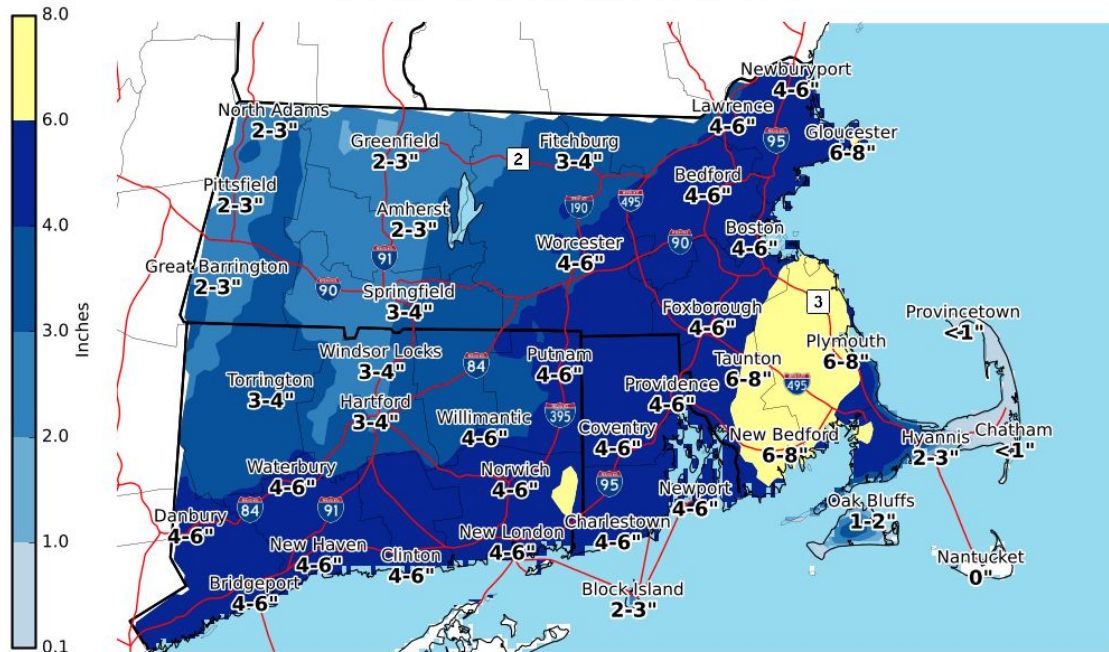 8.0
6.0
4.0
3.0
2.0
1.0
0.1
Inches
Newburyport
4-6"
North Adams
2-3"
Lawrence
4-6"
Greenfield
2-3"
2
Fitchburg
3-4"
95
Gloucester
6-8"
Pittsfield
2-3"
Bedford
4-6"
Amherst
2-3"
190
495
Boston
4-6"
Worcester
4-6"
90
91
Great Barrington
2-3"
90
Springfield
3-4"
3
Foxborough
4-6"
Provincetown
<1"
Windsor Locks
3-4"
84
Putnam
4-6"
Taunton
6-8"
Plymouth
6-8"
Torrington
3-4"
Providence
4-6"
495
Hartford
3-4"
Willimantic
4-6"
395
Coventry
4-6"
New Bedford
6-8"
Hyannis
2-3"
Chatham
<1"
Waterbury
4-6"
Norwich
4-6"
95
Newport
4-6"
84
91
Oak Bluffs
1-2"
Danbury
4-6"
New Haven
4-6"
Clinton
4-6"
New London
4-6"
Charlestown
4-6"
Nantucket
0"
Bridgeport
4-6"
Block Island
2-3"